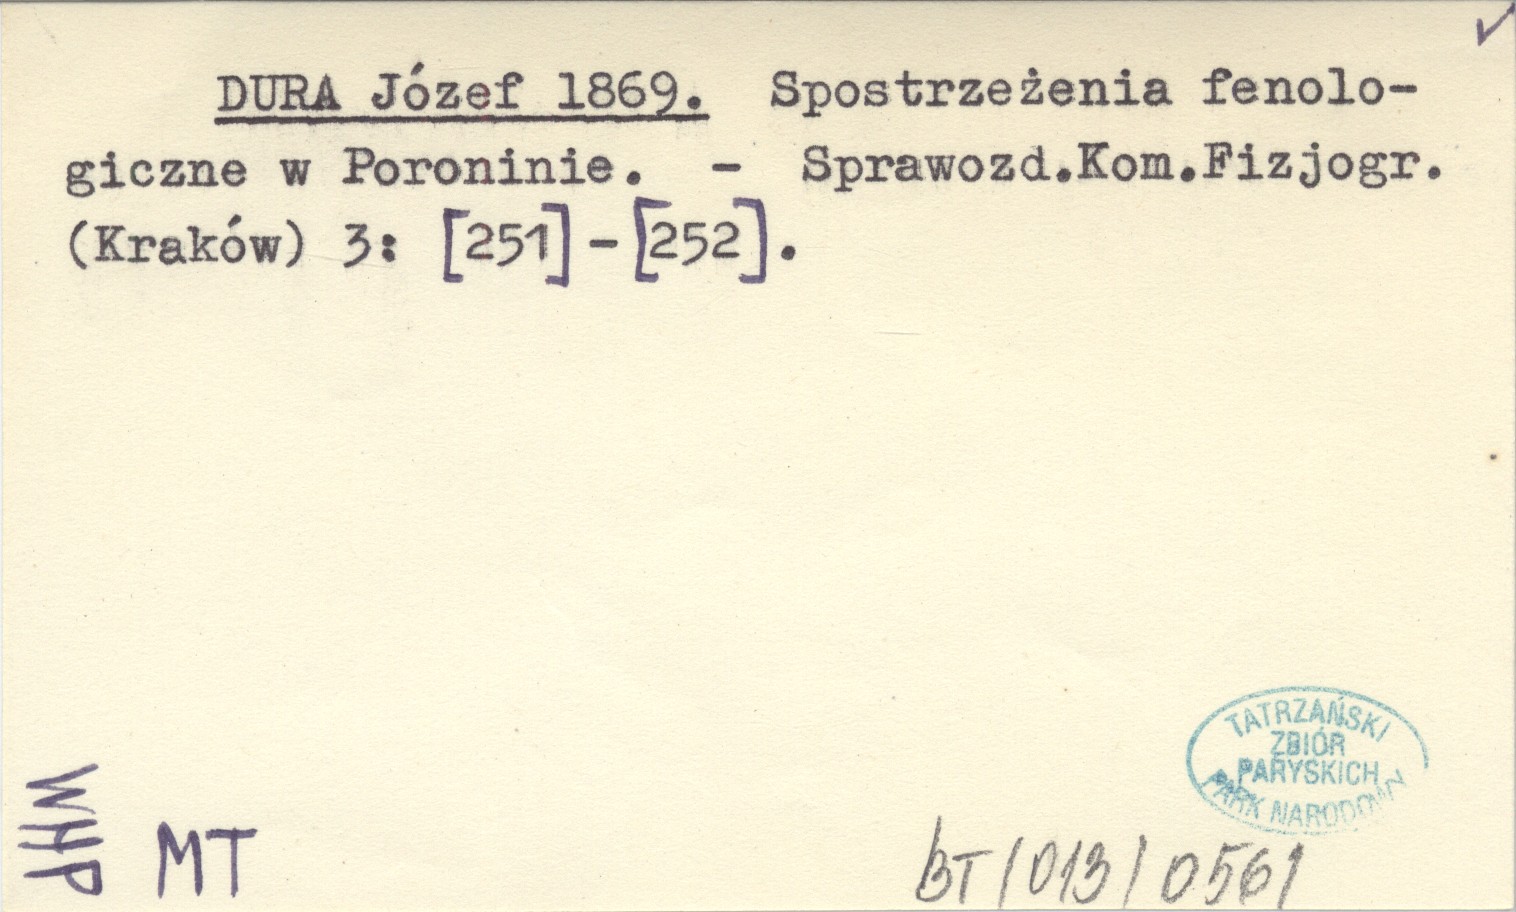 DURA Józef 1869. Spostrzeżenia fenolo-
giczne w Poroninie. - Sprawozd.Kom.Fizjogr.
(Kraków) 3: [251]-[252].
TATRZAŃSKI
ZBIÓR
PARYSKICH
PARK NARODOWY
WHP
MT
BT/013/0561